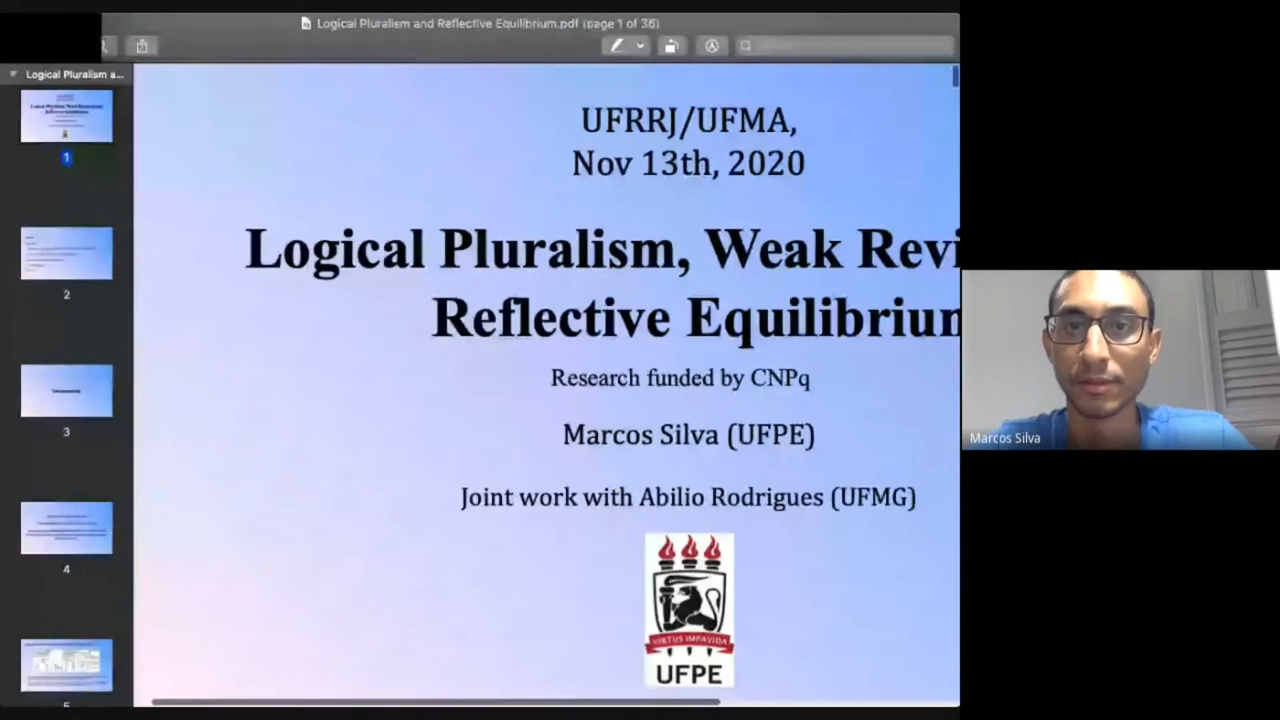 Logical Pluralism and Reflective Equilibrium.pdf (page 1 of 36)
Logical Pluralism a...
1
2
3
4
5
UFRRJ/UFMA,
Nov 13th, 2020
Logical Pluralism, Weak Revi
Reflective Equilibriun
Research funded by CNPq
Marcos Silva (UFPE)
Joint work with Abilio Rodrigues (UFMG)
VIRTUS IMPAVIDA
UFPE
Marcos Silva